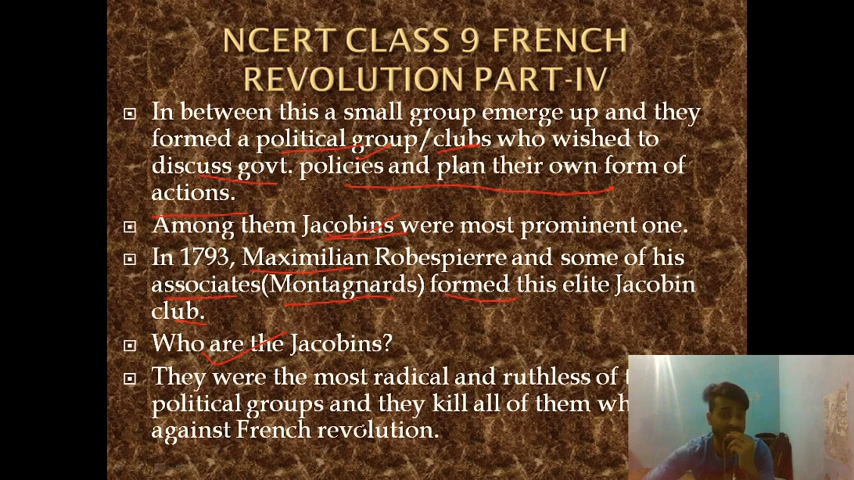 NCERT CLASS 9 FRENCH
REVOLUTION PART-IV
In between this a small group emerge up and they
formed a political group/clubs who wished to
discuss govt. policies and plan their own form of
actions.
Among them Jacobins were most prominent one.
In 1793, Maximilian Robespierre and some of his
associates(Montagnards) formed this elite Jacobin
club.
Who are the Jacobins?
They were the most radical and ruthless of
political groups and they kill all of them
against French revolution.